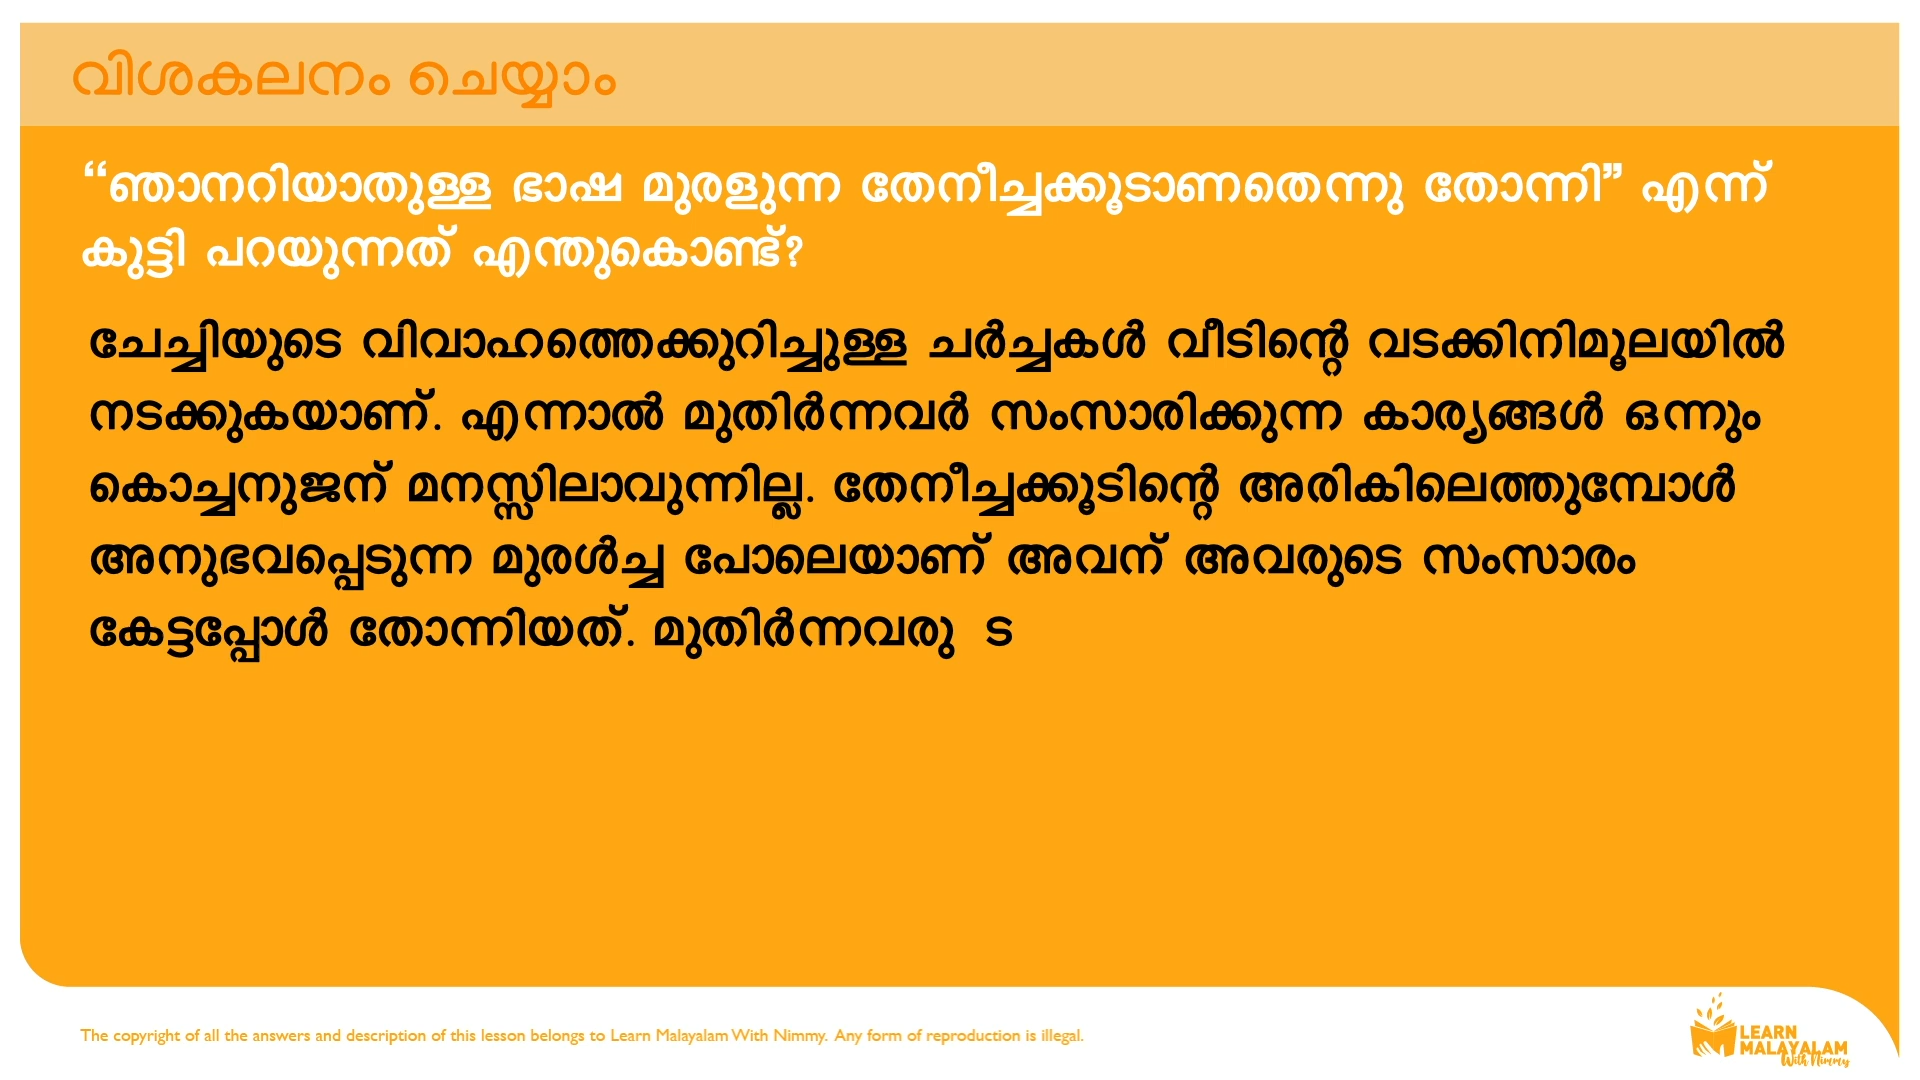 വിശകലനം ചെയ്യാം
“ഞാനറിയാതുള്ള ഭാഷ മുരളുന്ന തേനീച്ചക്കൂടാണതെന്നു തോന്നി” എന്ന്
കുട്ടി പറയുന്നത് എന്തുകൊണ്ട്?
ചേച്ചിയുടെ വിവാഹത്തെക്കുറിച്ചുള്ള ചർച്ചകൾ വീടിന്റെ വടക്കിനിമൂലയിൽ
നടക്കുകയാണ്. എന്നാൽ മുതിർന്നവർ സംസാരിക്കുന്ന കാര്യങ്ങൾ ഒന്നും
കൊച്ചനുജന് മനസ്സിലാവുന്നില്ല. തേനീച്ചക്കൂടിന്റെ അരികിലെത്തുമ്പോൾ
അനുഭവപ്പെടുന്ന മുരൾച്ച പോലെയാണ് അവന് അവരുടെ സംസാരം
കേട്ടപ്പോൾ തോന്നിയത്. മുതിർന്നവരു ട
The copyright of all the answers and description of this lesson belongs to Learn Malayalam With Nimmy. Any form of reproduction is illegal.
LEARN
MALAYALAM
With Nimmy